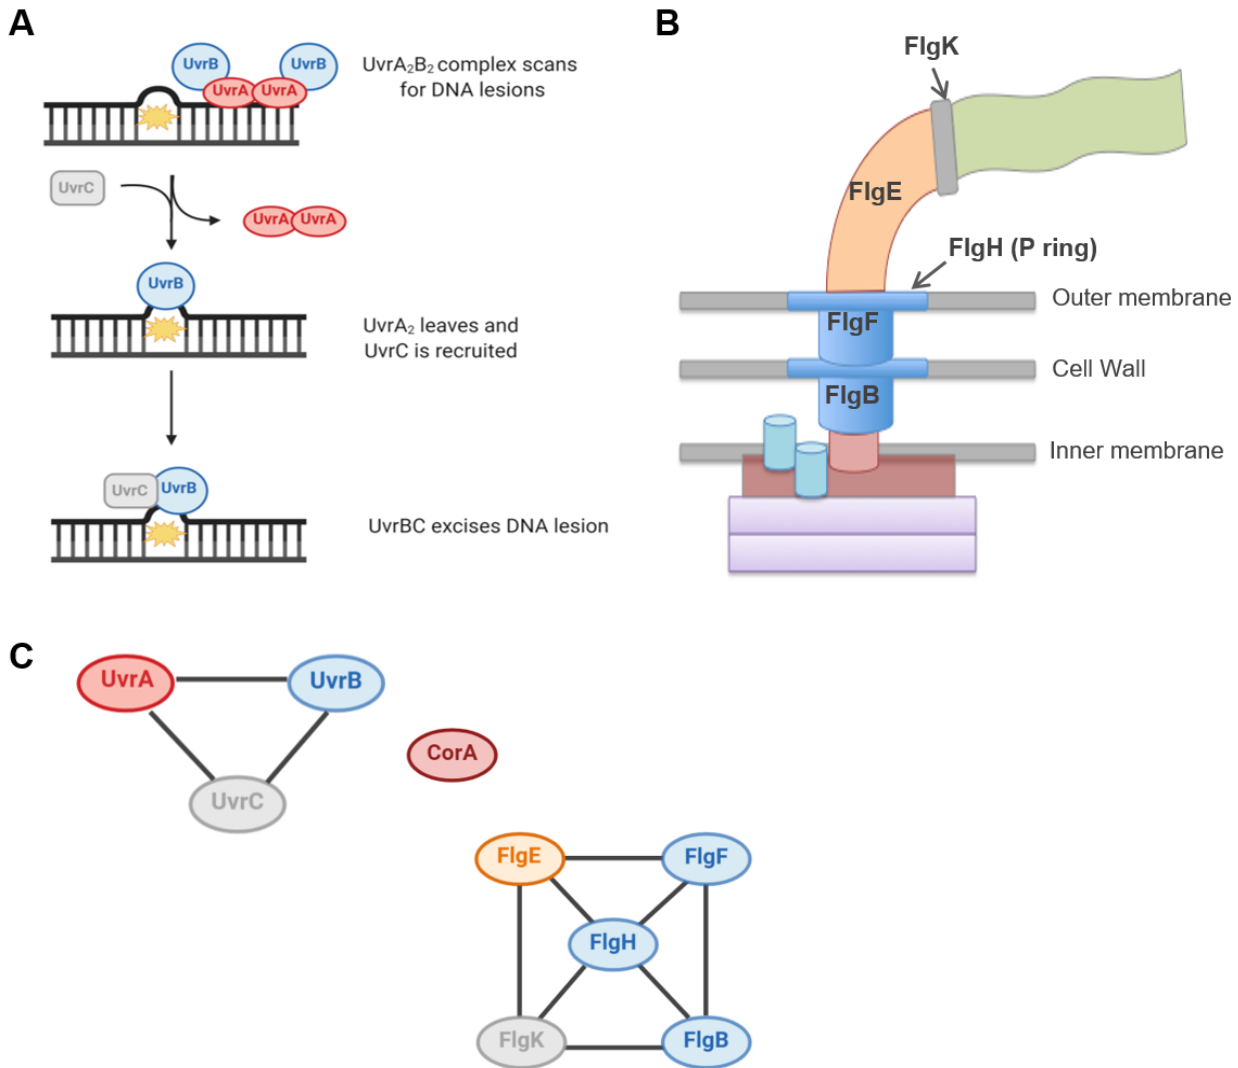 A
UvrB
UvrB
UvrA
UvrA
UvrA₂B₂ complex scans
for DNA lesions
UvrC
UvrA
UvrA
UvrB
UvrA₂ leaves and
UvrC is recruited
UvrC
UvrB
UvrBC excises DNA lesion
B
FlgK
FlgE
FlgH (P ring)
Outer membrane
FlgF
Cell Wall
FlgB
Inner membrane
C
UvrA
UvrB
UvrC
CorA
FlgE
FlgF
FlgH
FlgK
FlgB